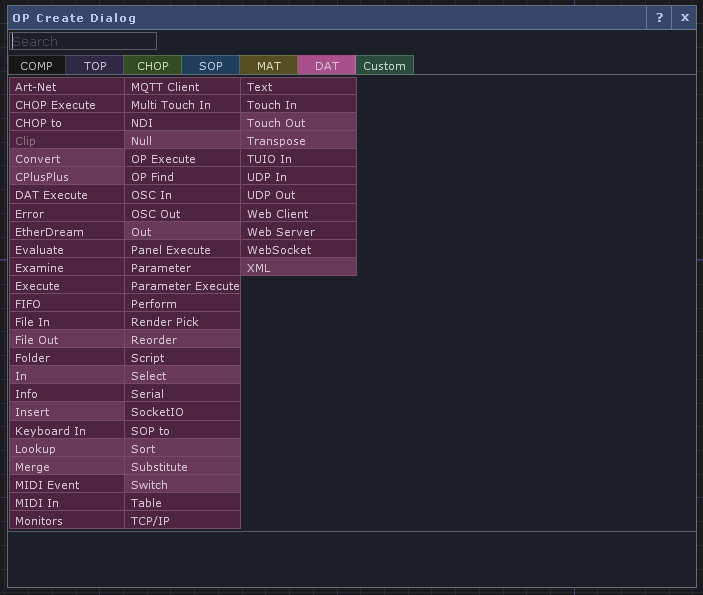 OP Create Dialog ? x
Search
COMP TOP CHOP SOP MAT DAT Custom
Art-Net
CHOP Execute
CHOP to
Clip
Convert
CPlusPlus
DAT Execute
Error
EtherDream
Evaluate
Examine
Execute
FIFO
File In
File Out
Folder
In
Info
Insert
Keyboard In
Lookup
Merge
MIDI Event
MIDI In
Monitors
MQTT Client
Multi Touch In
NDI
Null
OP Execute
OP Find
OSC In
OSC Out
Out
Panel Execute
Parameter
Parameter Execute
Perform
Render Pick
Reorder
Script
Select
Serial
SocketIO
SOP to
Sort
Substitute
Switch
Table
TCP/IP
Text
Touch In
Touch Out
Transpose
TUIO In
UDP In
UDP Out
Web Client
Web Server
WebSocket
XML